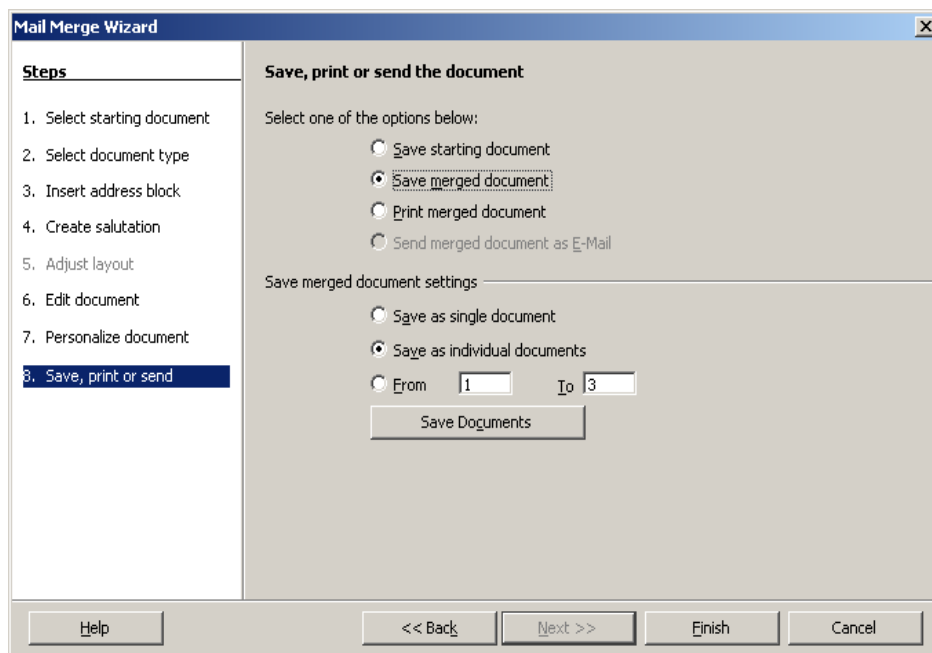 Mail Merge Wizard
Steps
1. Select starting document
2. Select document type
3. Insert address block
4. Create salutation
5. Adjust layout
6. Edit document
7. Personalize document
8. Save, print or send
Save, print or send the document
Select one of the options below:
Save starting document
Save merged document
Print merged document
Send merged document as E-Mail
Save merged document settings
Save as single document
Save as individual documents
From 1 To 3
Save Documents
Help << Back Next >> Finish Cancel